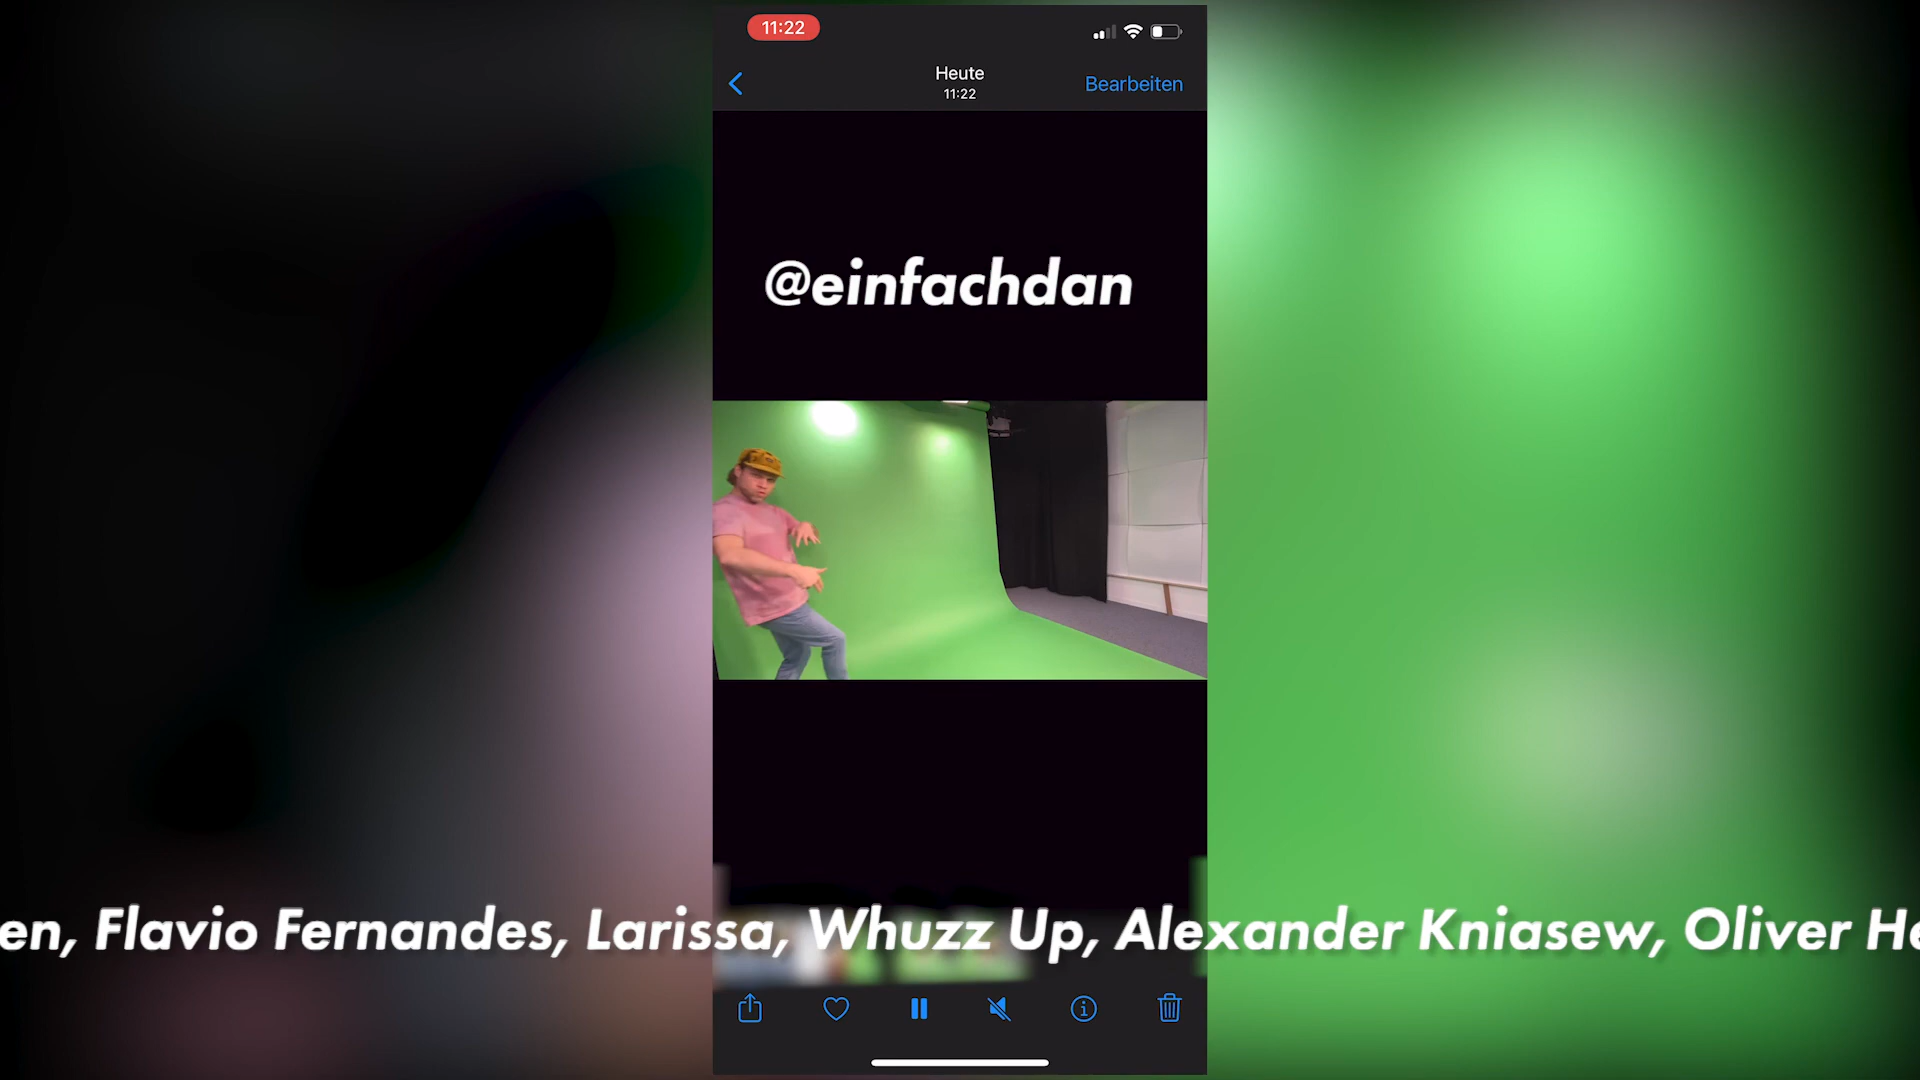 11:22
Heute
11:22
Bearbeiten
@einfachdan
en, Flavio Fernandes, Larissa, Whuzz Up, Alexander Kniasew, Oliver He